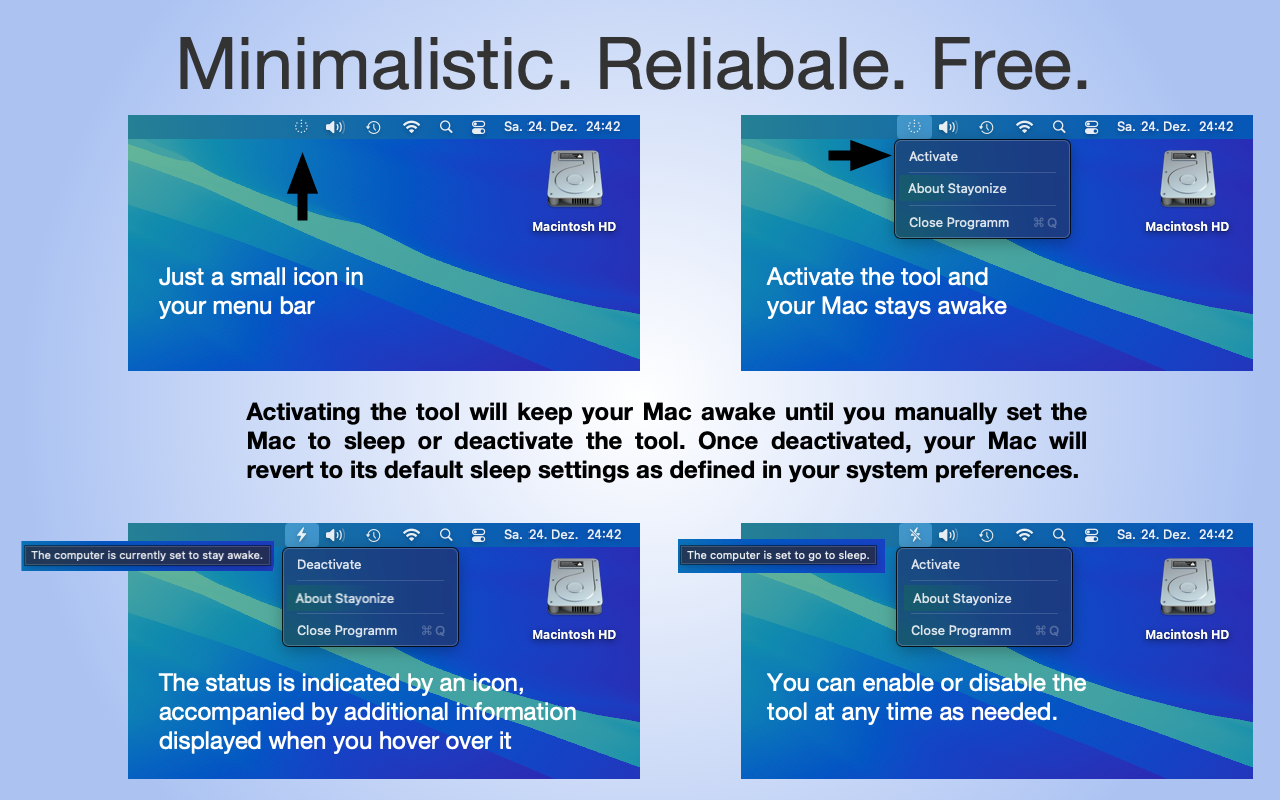 Minimalistic. Reliabale. Free.
Sa. 24. Dez. 24:42
Macintosh HD
Just a small icon in
your menu bar
Sa. 24. Dez. 24:42
Activate
About Stayonize
Close Programm ⌘ Q
Macintosh HD
Activate the tool and
your Mac stays awake
Activating the tool will keep your Mac awake until you manually set the
Mac to sleep or deactivate the tool. Once deactivated, your Mac will
revert to its default sleep settings as defined in your system preferences.
Sa. 24. Dez. 24:42
The computer is currently set to stay awake.
Deactivate
About Stayonize
Close Programm ⌘ Q
Macintosh HD
The status is indicated by an icon,
accompanied by additional information
displayed when you hover over it
Sa. 24. Dez. 24:42
The computer is set to go to sleep.
Activate
About Stayonize
Close Programm ⌘ Q
Macintosh HD
You can enable or disable the
tool at any time as needed.